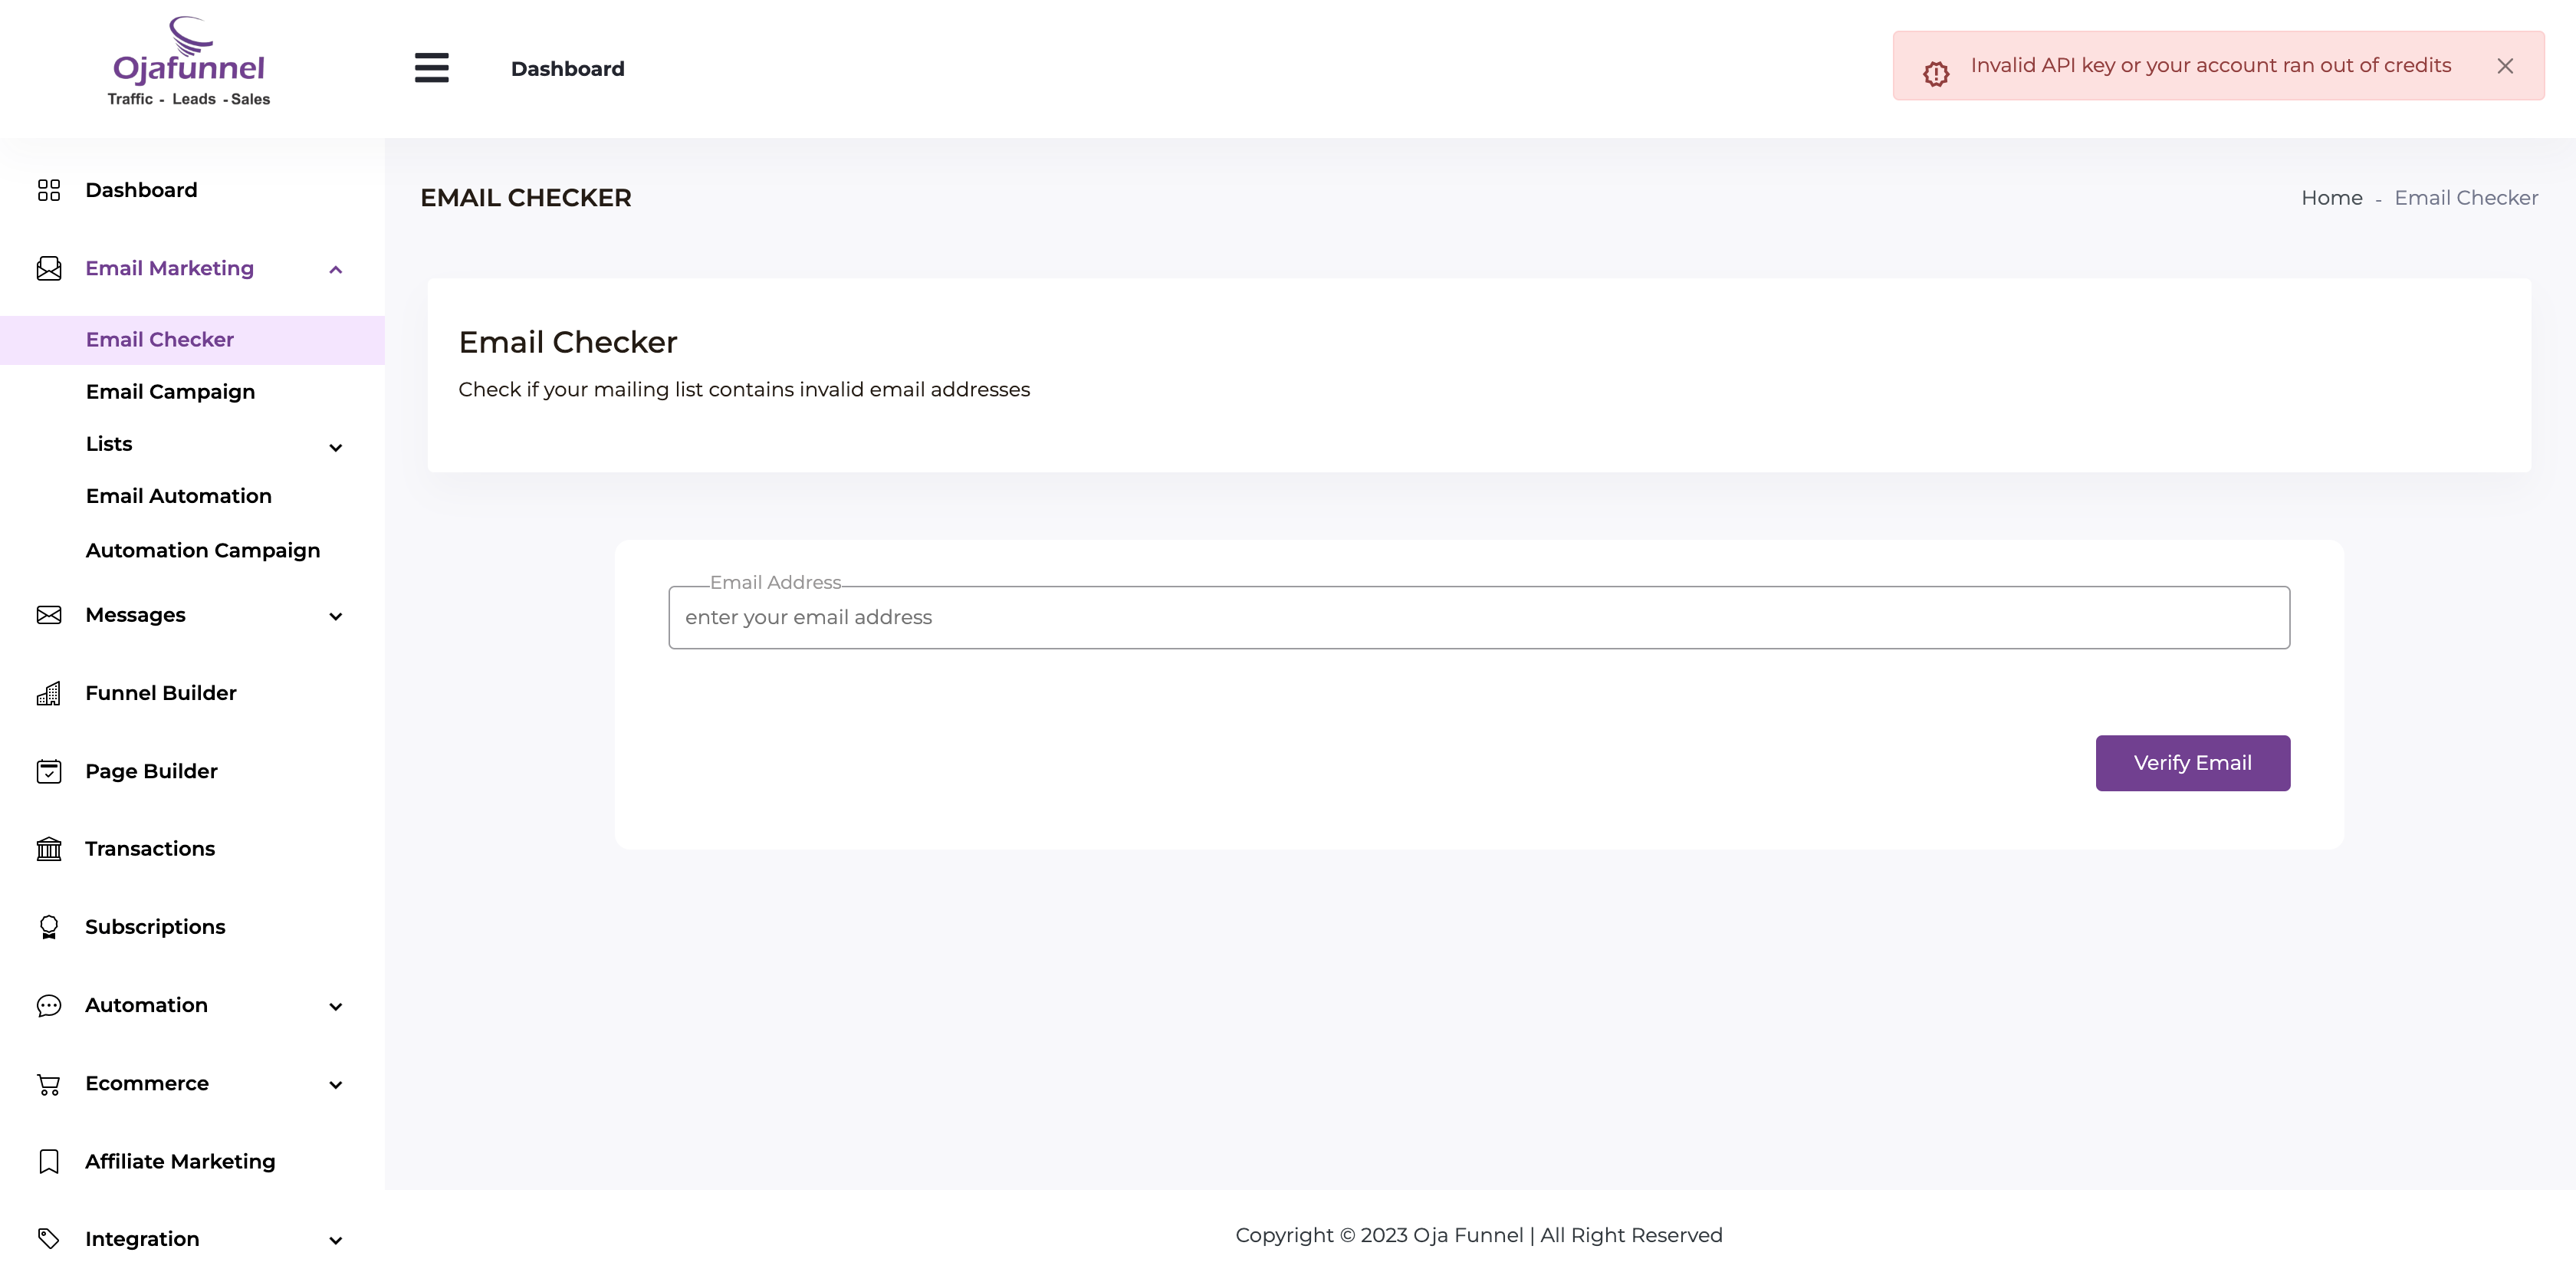 Ojafunnel
Traffic - Leads - Sales
Dashboard
Invalid API key or your account ran out of credits
Dashboard
Email Marketing
Email Checker
Email Campaign
Lists
Email Automation
Automation Campaign
Messages
Funnel Builder
Page Builder
Transactions
Subscriptions
Automation
Ecommerce
Affiliate Marketing
Integration
EMAIL CHECKER
Home - Email Checker
Email Checker
Check if your mailing list contains invalid email addresses
Email Address
enter your email address
Verify Email
Copyright © 2023 Oja Funnel | All Right Reserved